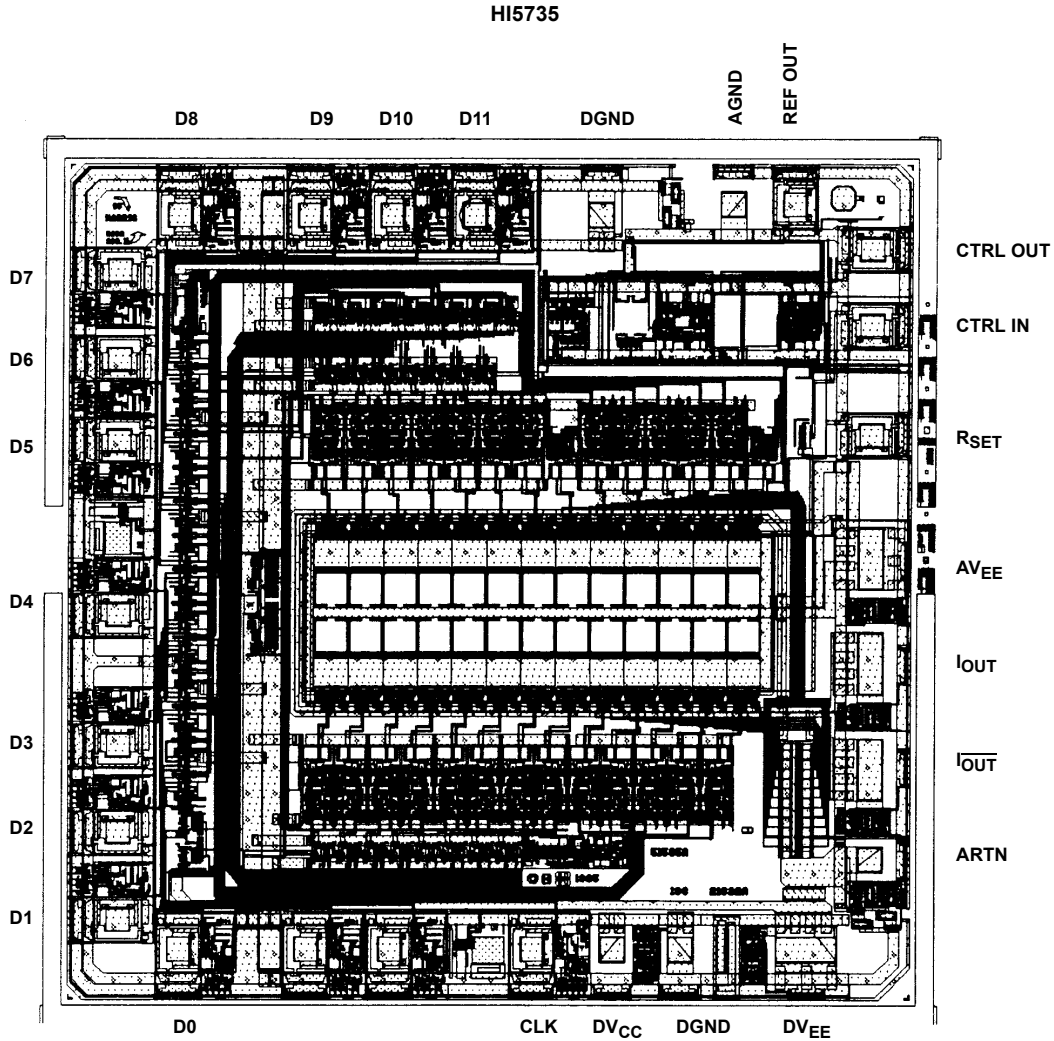 HI5735
D8
D9
D10
D11
DGND
AGND
REF OUT
D7
D6
D5
D4
D3
D2
D1
CTRL OUT
CTRL IN
RSET
AVEE
IOUT
I̅O̅U̅T̅
ARTN
D0
CLK
DVCC
DGND
DVEE